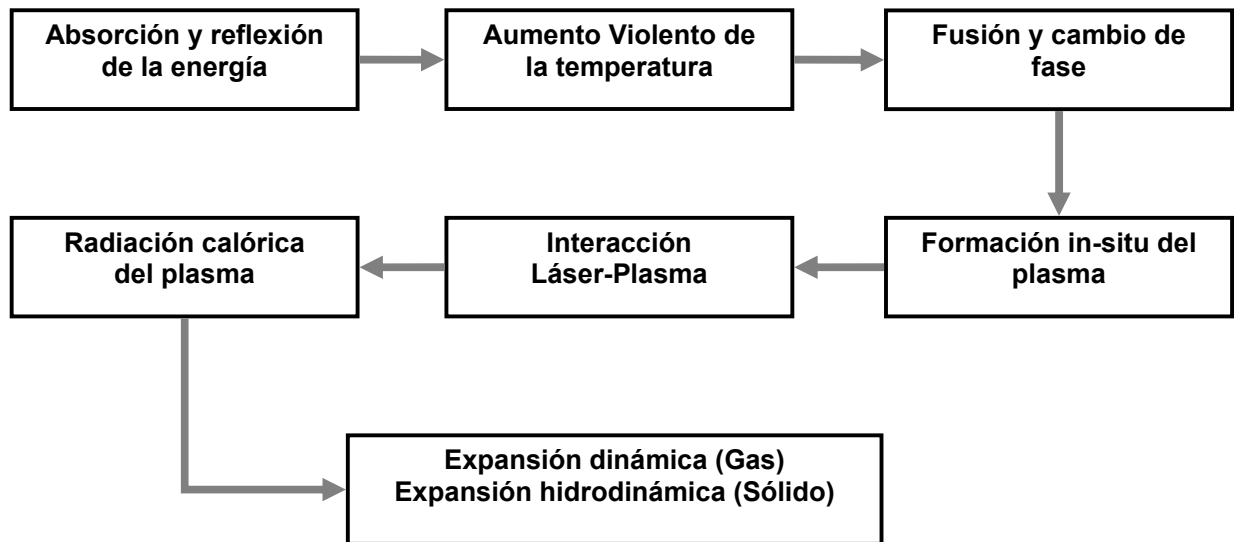 Absorción y reflexión
de la energía
Aumento Violento de
la temperatura
Fusión y cambio de
fase
Formación in-situ del
plasma
Interacción
Láser-Plasma
Radiación calórica
del plasma
Expansión dinámica (Gas)
Expansión hidrodinámica (Sólido)